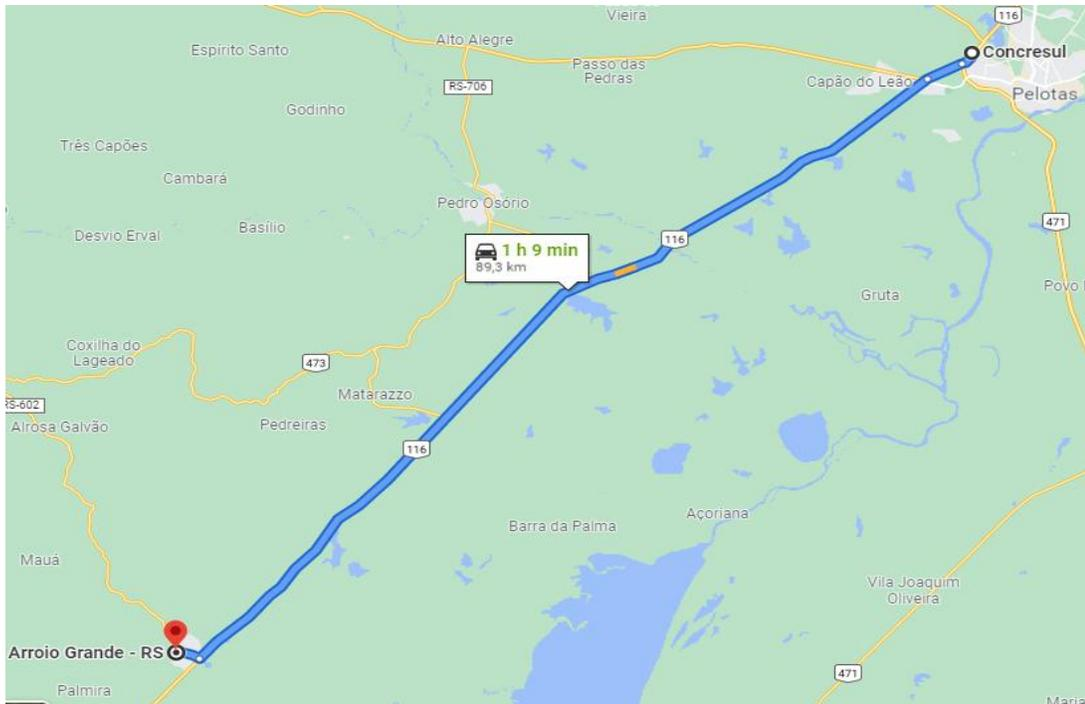 Vieira
116
Espírito Santo
Alto Alegre
Concresul
Passo das
Pedras
Capão do Leão
RS-706
Pelotas
Godinho
Três Capões
Cambará
Pedro Osório
Basílio
Desvio Erval
471
116
1 h 9 min
89,3 km
Gruta
Povo
Coxilha do
Lageado
473
Matarazzo
RS-602
Alrosa Galvão
Pedreiras
116
Açoriana
Barra da Palma
Mauá
Vila Joaquim
Oliveira
Arroio Grande - RS
471
Palmira
Maria